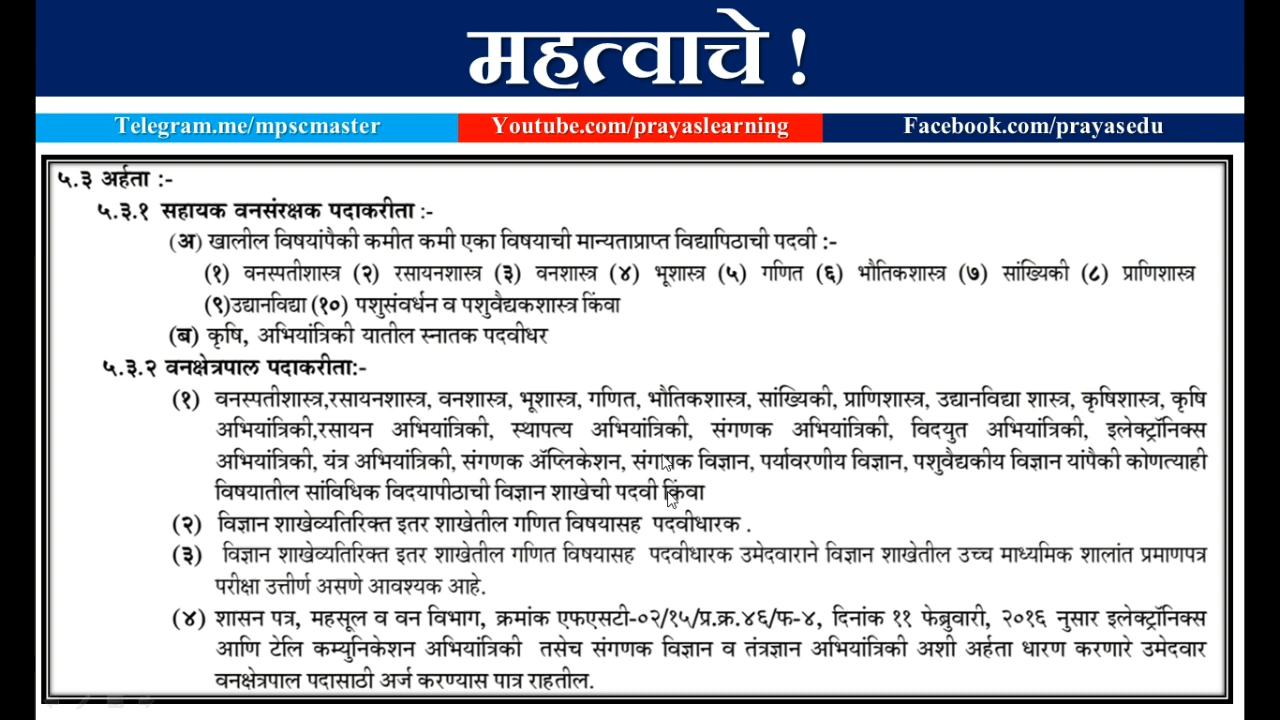 महत्वाचे !
Telegram.me/mpscmaster Youtube.com/prayaslearning Facebook.com/prayasedu
५.३ अर्हता :-
५.३.१ सहायक वनसंरक्षक पदाकरीता :-
(अ) खालील विषयांपैकी कमीत कमी एका विषयाची मान्यताप्राप्त विद्यापिठाची पदवी :-
(१) वनस्पतीशास्त्र (२) रसायनशास्त्र (३) वनशास्त्र (४) भूशास्त्र (५) गणित (६) भौतिकशास्त्र (७) सांख्यिकी (८) प्राणिशास्त्र
(९)उद्यानविद्या (१०) पशुसंवर्धन व पशुवैद्यकशास्त्र किंवा
(ब) कृषि, अभियांत्रिकी यातील स्नातक पदवीधर
५.३.२ वनक्षेत्रपाल पदाकरीता:-
(१) वनस्पतीशास्त्र,रसायनशास्त्र, वनशास्त्र, भूशास्त्र, गणित, भौतिकशास्त्र, सांख्यिकी, प्राणिशास्त्र, उद्यानविद्या शास्त्र, कृषिशास्त्र, कृषि
अभियांत्रिकी,रसायन अभियांत्रिकी, स्थापत्य अभियांत्रिकी, संगणक अभियांत्रिकी, विदयुत अभियांत्रिकी, इलेक्ट्रॉनिक्स
अभियांत्रिकी, यंत्र अभियांत्रिकी, संगणक ॲप्लिकेशन, संगणक विज्ञान, पर्यावरणीय विज्ञान, पशुवैद्यकीय विज्ञान यांपैकी कोणत्याही
विषयातील सांविधिक विदयापीठाची विज्ञान शाखेची पदवी किंवा
(२) विज्ञान शाखेव्यतिरिक्त इतर शाखेतील गणित विषयासह पदवीधारक .
(३) विज्ञान शाखेव्यतिरिक्त इतर शाखेतील गणित विषयासह पदवीधारक उमेदवाराने विज्ञान शाखेतील उच्च माध्यमिक शालांत प्रमाणपत्र
परीक्षा उत्तीर्ण असणे आवश्यक आहे.
(४) शासन पत्र, महसूल व वन विभाग, क्रमांक एफएसटी-०२/१५/प्र.क्र.४६/फ-४, दिनांक ११ फेब्रुवारी, २०१६ नुसार इलेक्ट्रॉनिक्स
आणि टेलि कम्युनिकेशन अभियांत्रिकी तसेच संगणक विज्ञान व तंत्रज्ञान अभियांत्रिकी अशी अर्हता धारण करणारे उमेदवार
वनक्षेत्रपाल पदासाठी अर्ज करण्यास पात्र राहतील.